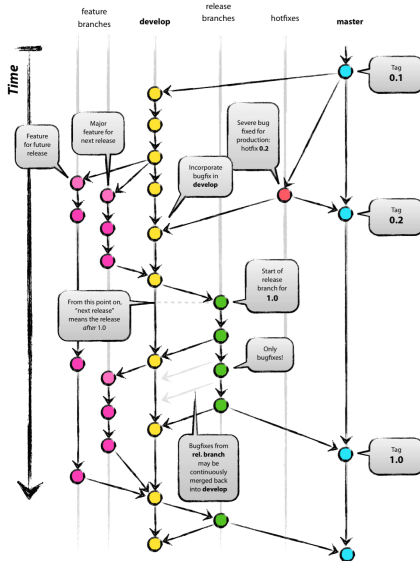 feature
branches
develop
release
branches
hotfixes
master
Time
Tag
0.1
Feature
for future
release
Major
feature for
next release
Severe bug
fixed for
production:
hotfix 0.2
Incorporate
bugfix in
develop
Tag
0.2
From this point on,
“next release”
means the release
after 1.0
Start of
release
branch for
1.0
Only
bugfixes!
Bugfixes from
rel. branch
may be
continuously
merged back
into develop
Tag
1.0